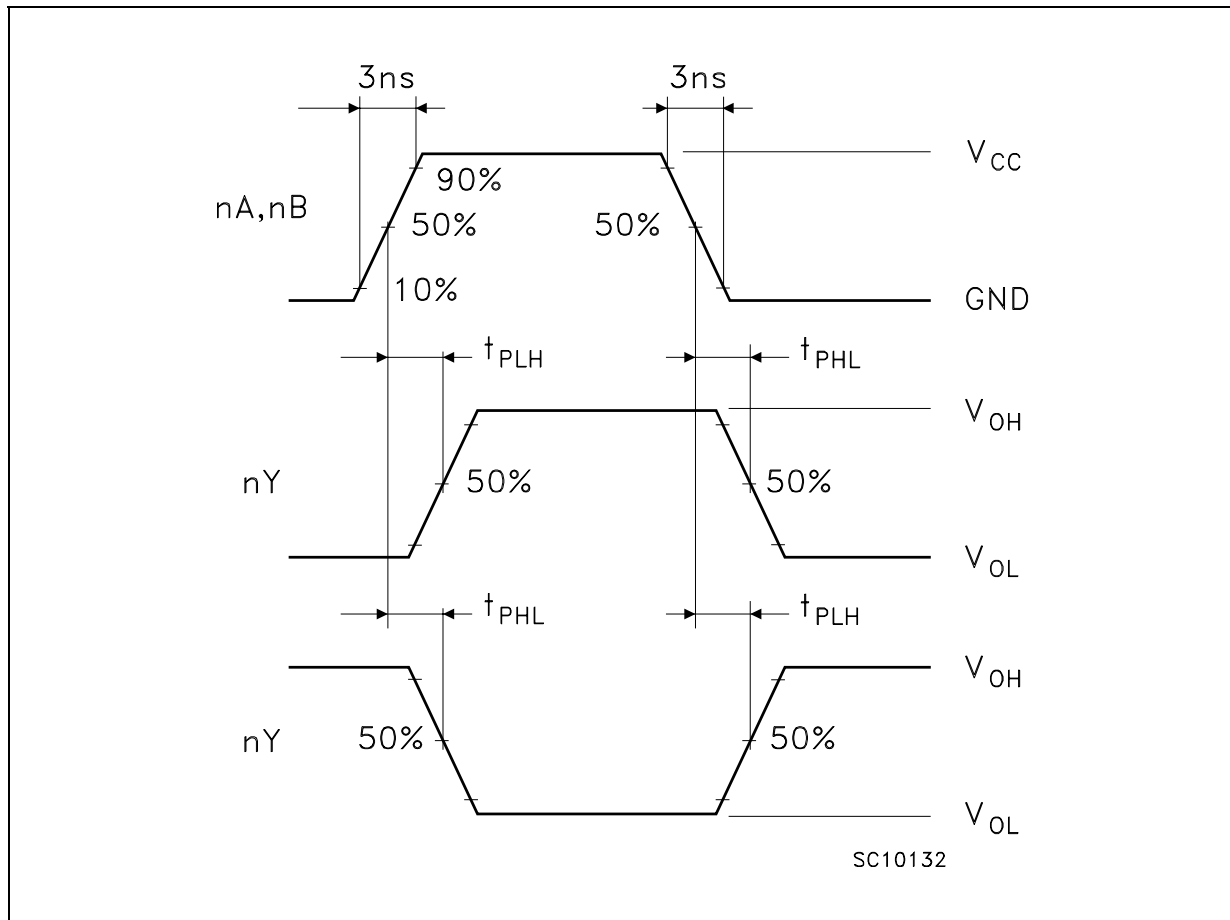 3ns 3ns
V_CC
90%
nA,nB 50% 50%
10% GND
t_PLH t_PHL
V_OH
nY 50% 50%
V_OL
t_PHL t_PLH
V_OH
nY 50% 50%
V_OL
SC10132